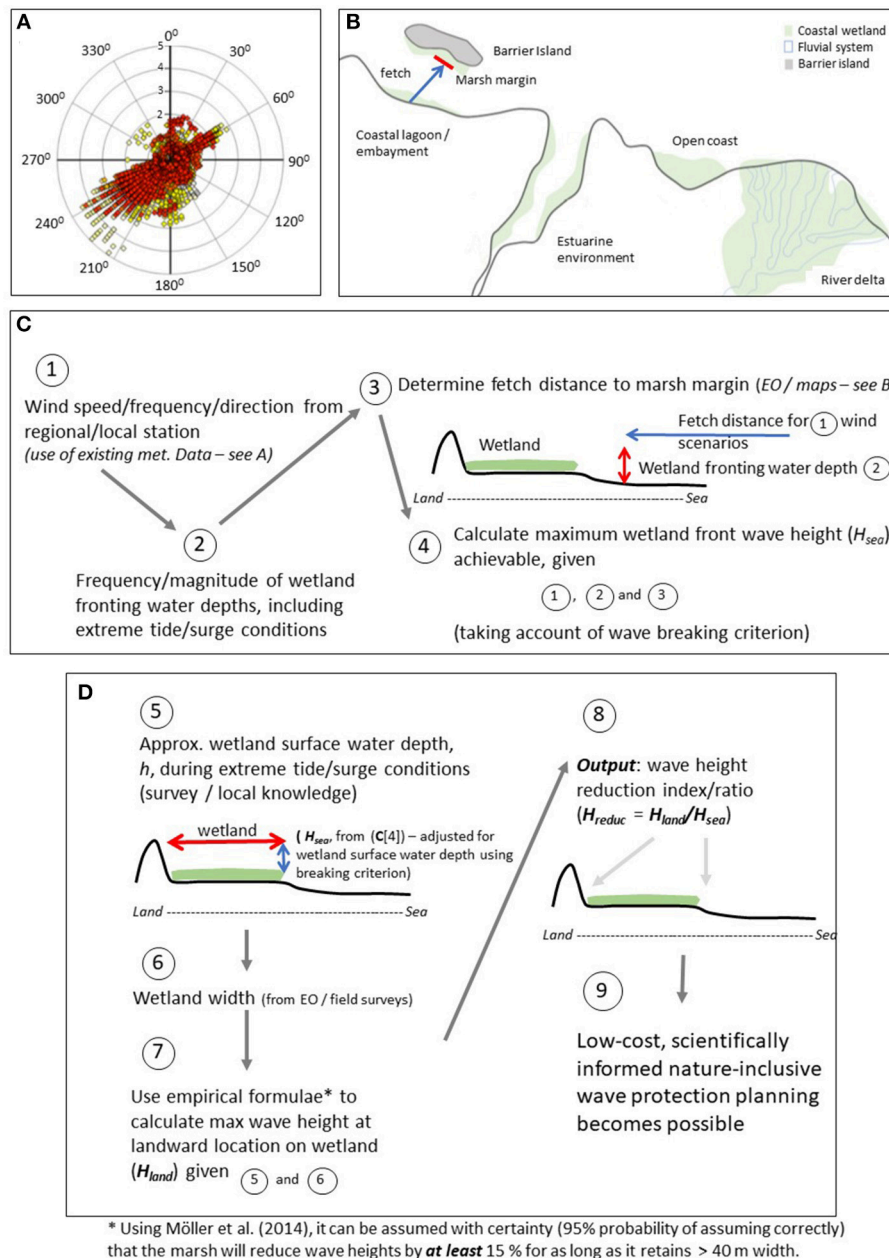 A
330⁰
0⁰
30⁰
5
4
3
2
300⁰
60⁰
270⁰
90⁰
240⁰
120⁰
210⁰
150⁰
180⁰
B
Coastal wetland
Fluvial system
Barrier island
Barrier Island
fetch
Marsh margin
Coastal lagoon /
embayment
Open coast
Estuarine
environment
River delta
C
1
Wind speed/frequency/direction from
regional/local station
(use of existing met. Data – see A)
2
Frequency/magnitude of wetland
fronting water depths, including
extreme tide/surge conditions
3 Determine fetch distance to marsh margin (EO / maps – see B
Fetch distance for 1 wind
scenarios
Wetland
Wetland fronting water depth 2
Land ---------------------------------- Sea
4 Calculate maximum wetland front wave height (Hsea)
achievable, given
1 , 2 and 3
(taking account of wave breaking criterion)
D
5
Approx. wetland surface water depth,
h, during extreme tide/surge conditions
(survey / local knowledge)
wetland
( Hsea, from (C[4]) – adjusted for
wetland surface water depth using
breaking criterion)
Land ---------------------------------- Sea
6
Wetland width (from EO / field surveys)
7
Use empirical formulae* to
calculate max wave height at
landward location on wetland
(Hland) given 5 and 6
8
Output: wave height
reduction index/ratio
(Hreduc = Hland/Hsea)
Land ---------------------------------- Sea
9
Low-cost, scientifically
informed nature-inclusive
wave protection planning
becomes possible
* Using Möller et al. (2014), it can be assumed with certainty (95% probability of assuming correctly)
that the marsh will reduce wave heights by at least 15 % for as long as it retains > 40 m width.